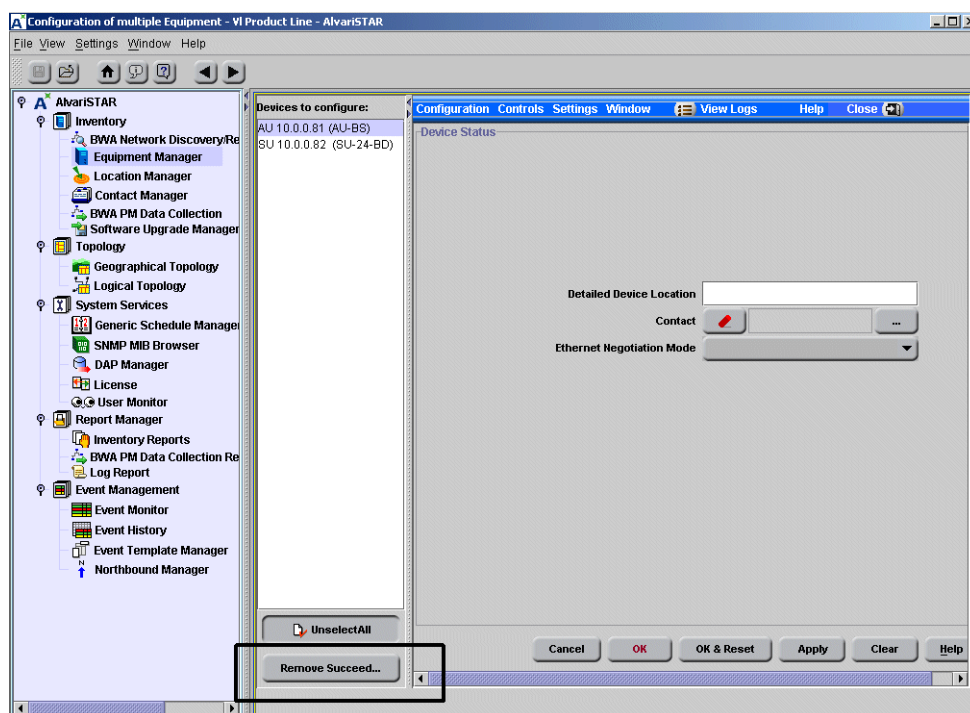 Configuration of multiple Equipment - Vl Product Line - AlvariSTAR
File View Settings Window Help
AlvariSTAR
Inventory
BWA Network Discovery/Re
Equipment Manager
Location Manager
Contact Manager
BWA PM Data Collection
Software Upgrade Manager
Topology
Geographical Topology
Logical Topology
System Services
Generic Schedule Manager
SNMP MIB Browser
DAP Manager
License
User Monitor
Report Manager
Inventory Reports
BWA PM Data Collection Re
Log Report
Event Management
Event Monitor
Event History
Event Template Manager
Northbound Manager
Devices to configure:
AU 10.0.0.81 (AU-BS)
SU 10.0.0.82 (SU-24-BD)
UnselectAll
Remove Succeed...
Configuration Controls Settings Window View Logs Help Close
Device Status
Detailed Device Location
Contact ...
Ethernet Negotiation Mode
Cancel OK OK & Reset Apply Clear Help